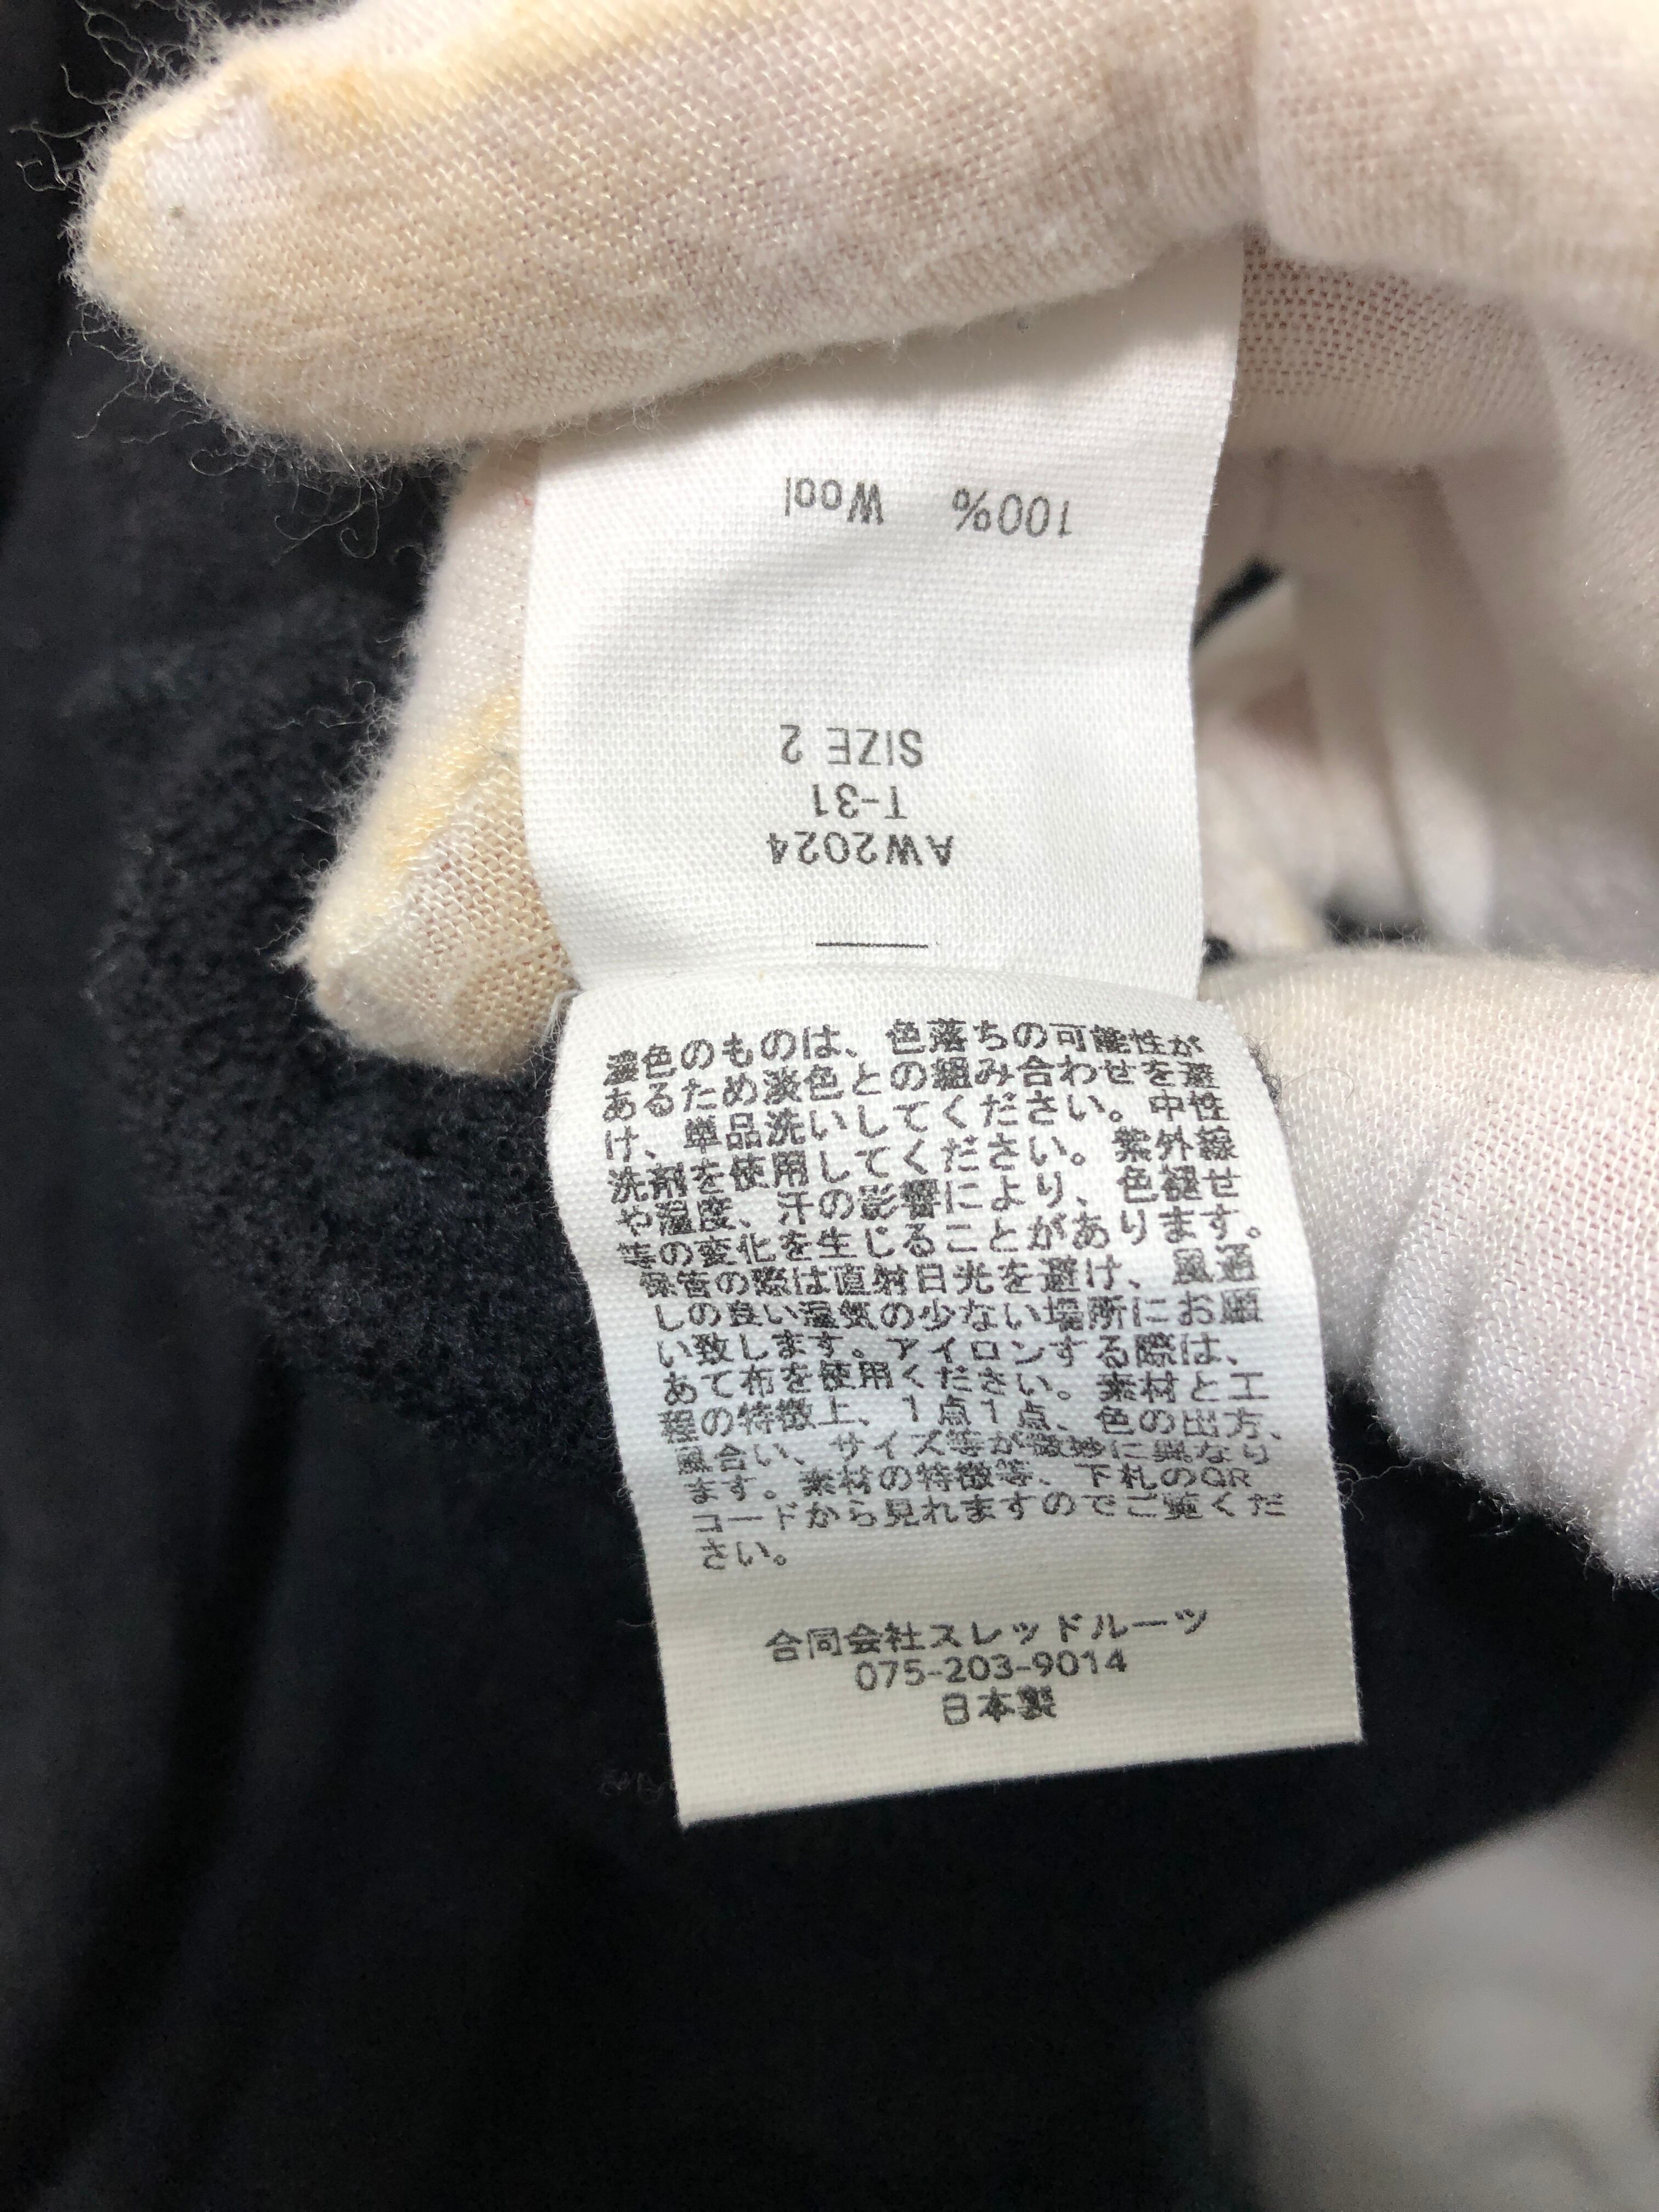 100% Wool
SIZE 2
T-31
AW2024
濃色のものは、色落ちの可能性が
あるため淡色との組み合わせを避
け、単品洗いしてください。中性
洗剤を使用してください。紫外線
や温度、汗の影響により、色褪せ
等の変化を生じることがあります。
保管の際は直射日光を避け、風通
しの良い湿気の少ない場所にお願
い致します。アイロンする際は、
あて布を使用ください。素材と工
程の特徴上、1点1点、色の出方、
風合い、サイズ等が微妙に異なり
ます。素材の特徴等、下札のQR
コードから見れますのでご覧くだ
さい。
合同会社スレッドルーツ
075-203-9014
日本製